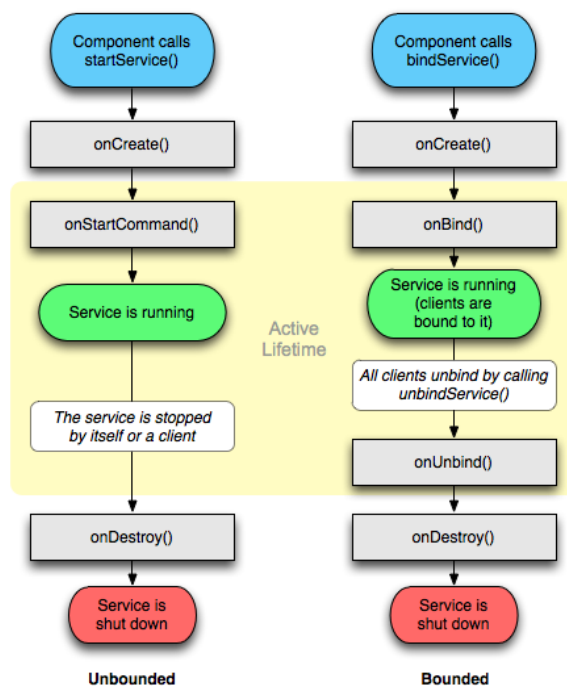 Component calls
startService()
onCreate()
onStartCommand()
Service is running
The service is stopped
by itself or a client
onDestroy()
Service is
shut down
Unbounded
Active
Lifetime
Component calls
bindService()
onCreate()
onBind()
Service is running
(clients are
bound to it)
All clients unbind by calling
unbindService()
onUnbind()
onDestroy()
Service is
shut down
Bounded